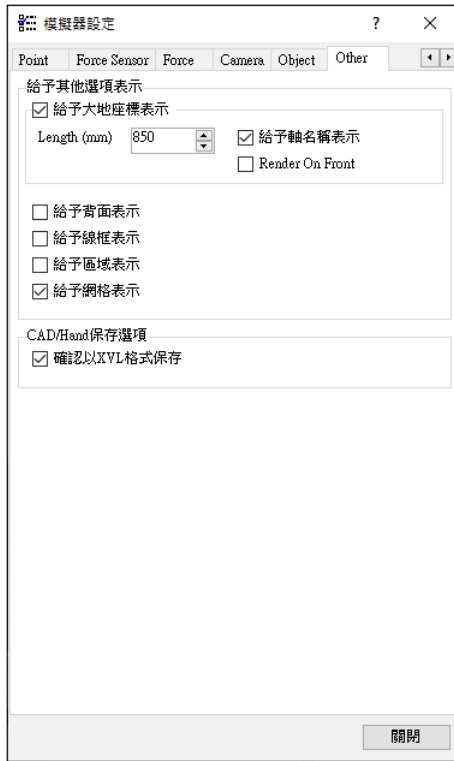 模擬器設定
Point Force Sensor Force Camera Object Other
給予其他選項表示
給予大地座標表示
Length (mm) 850 給予軸名稱表示
Render On Front
給予背面表示
給予線框表示
給予區域表示
給予網格表示
CAD/Hand保存選項
確認以XVL格式保存
關閉